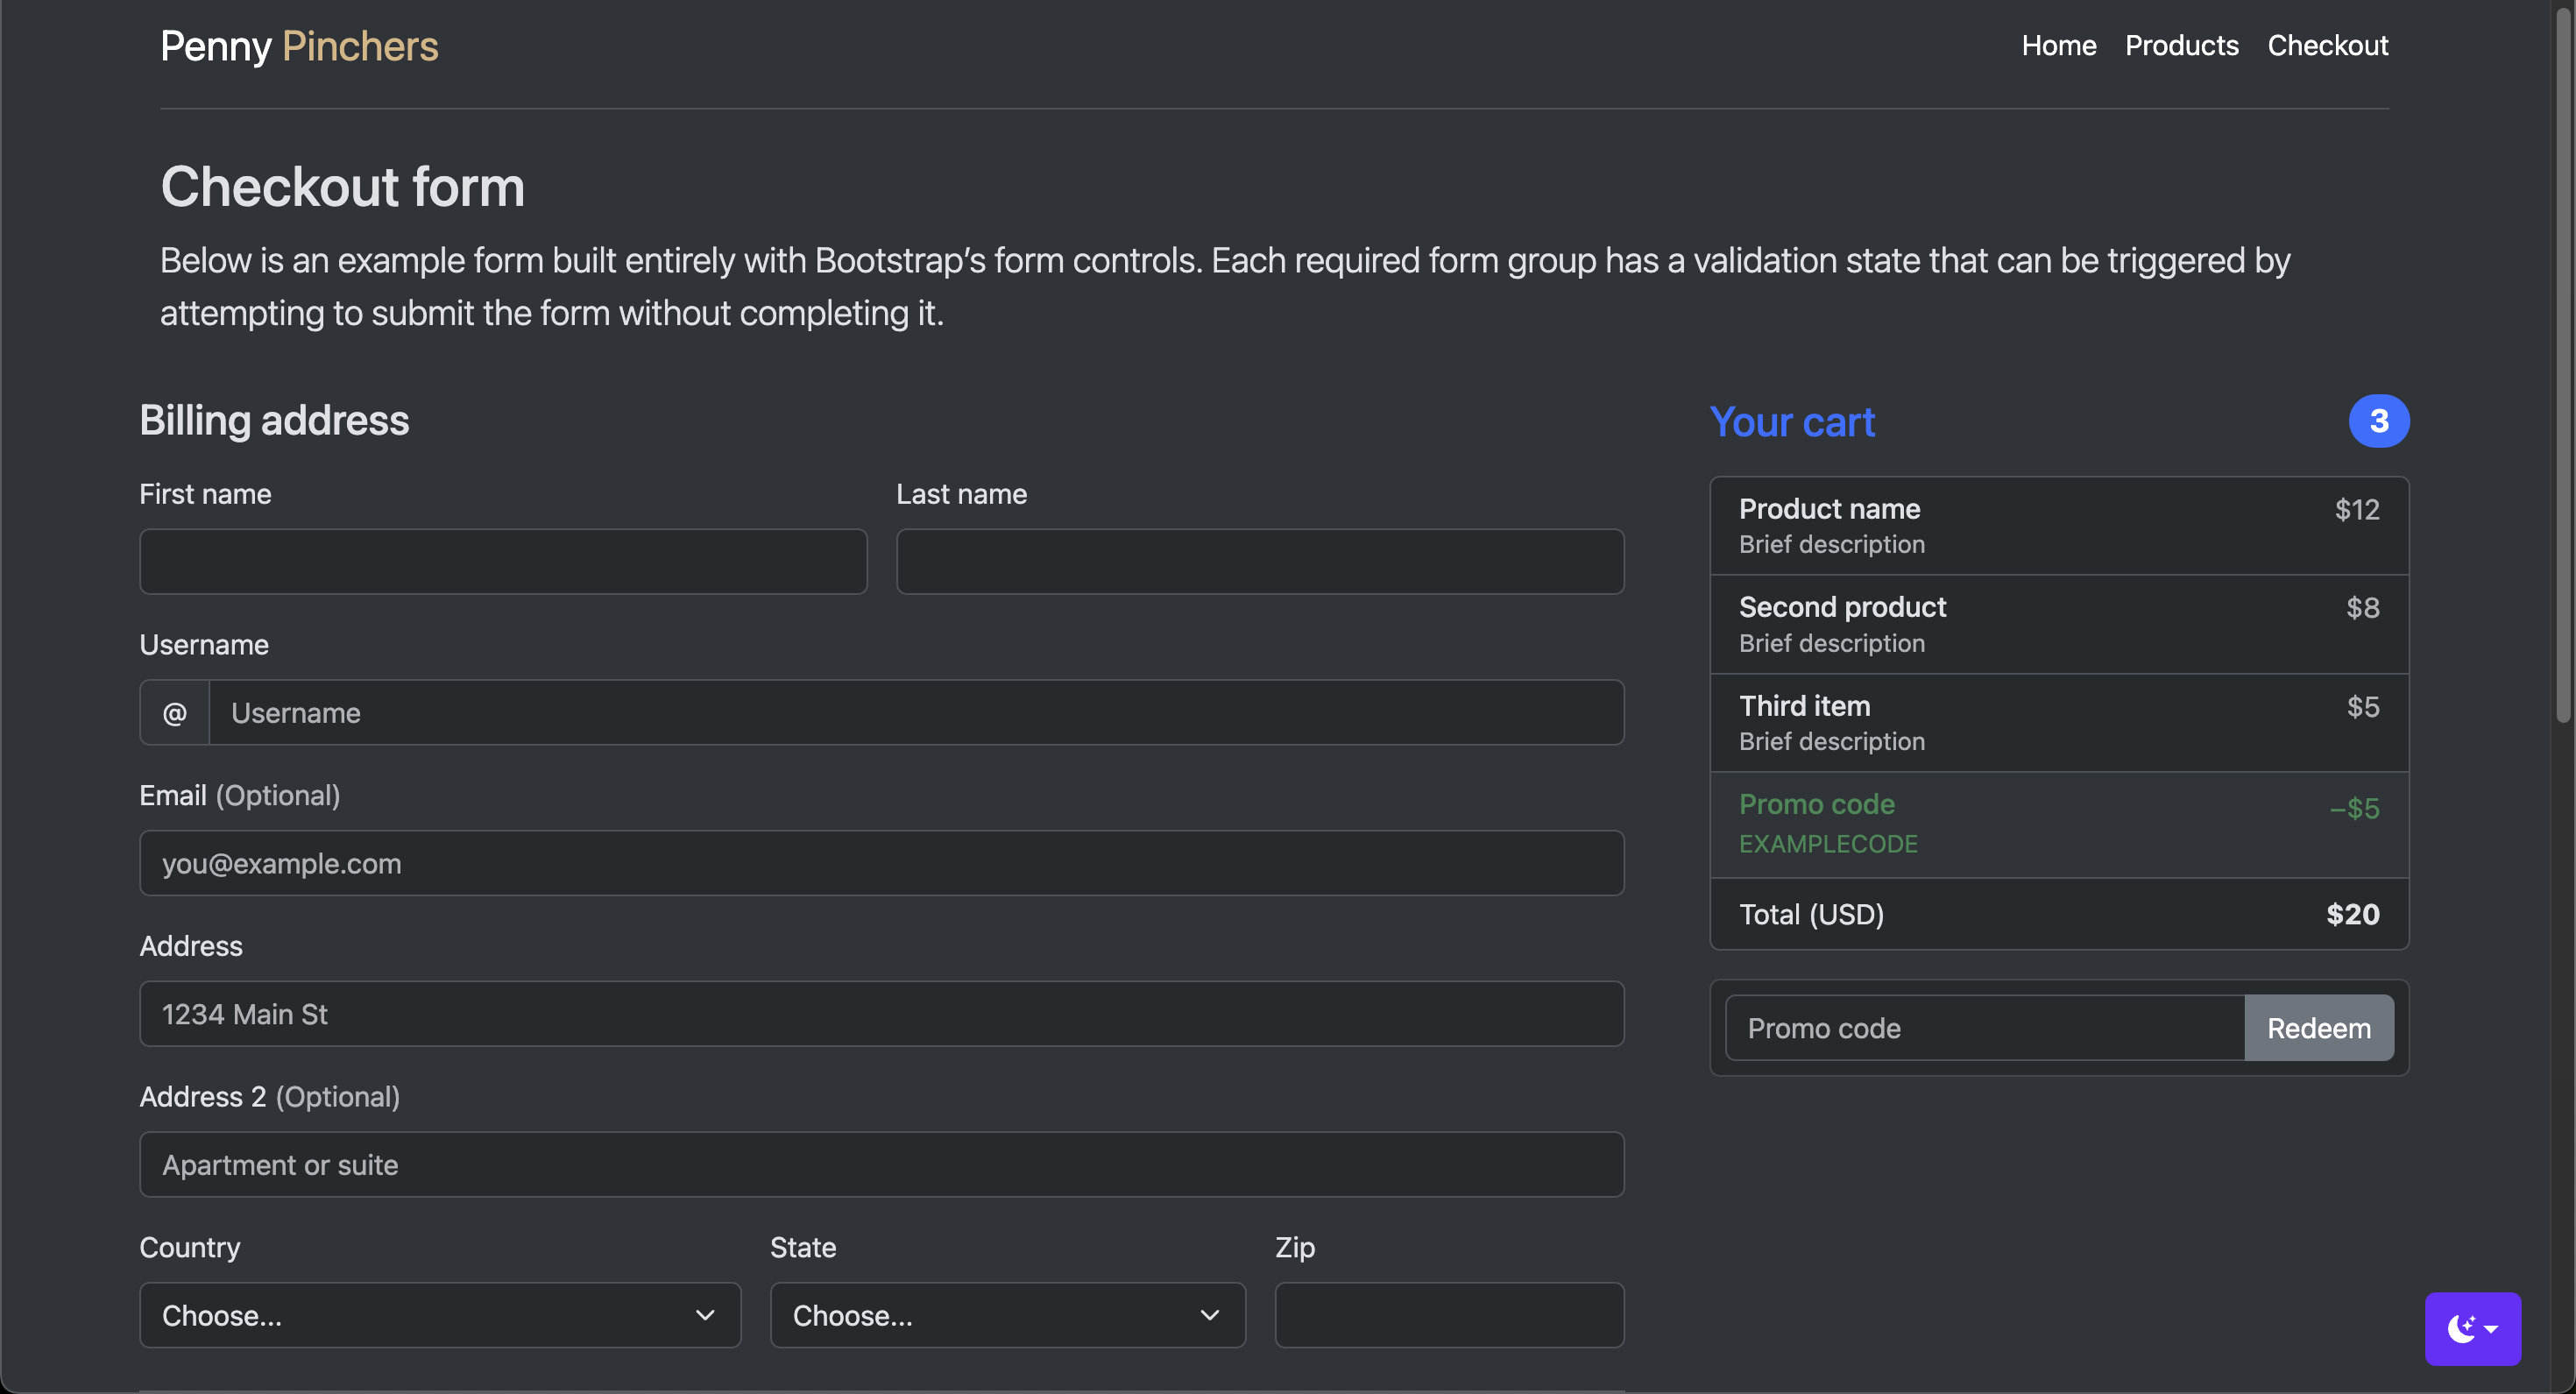 Penny Pinchers
Home Products Checkout
Checkout form
Below is an example form built entirely with Bootstrap’s form controls. Each required form group has a validation state that can be triggered by
attempting to submit the form without completing it.
Billing address
First name Last name
Username
@ Username
Email (Optional)
you@example.com
Address
1234 Main St
Address 2 (Optional)
Apartment or suite
Country State Zip
Choose... Choose...
Your cart 3
Product name $12
Brief description
Second product $8
Brief description
Third item $5
Brief description
Promo code −$5
EXAMPLECODE
Total (USD) $20
Promo code Redeem